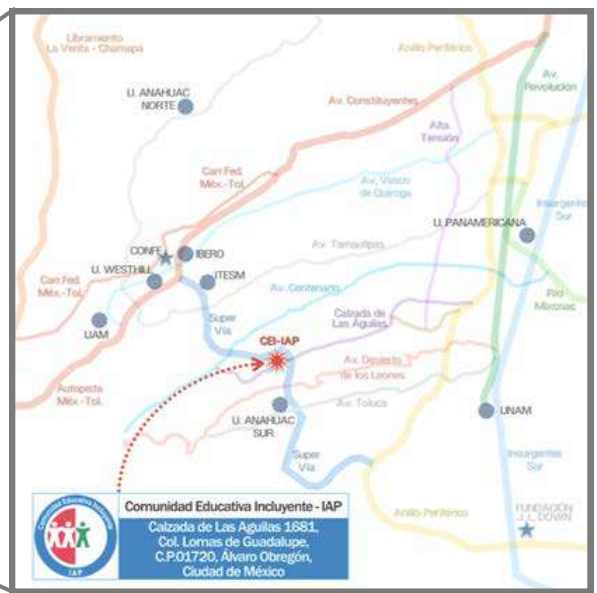 Libramiento
La Venta - Chamapa
Anillo Periférico
Av.
Revolución
U. ANAHUAC
NORTE
Av. Constituyentes
Alta
Tensión
Carr.Fed.
Méx.-Tol.
Av. Vasco
de Quiroga
Insurgentes
Sur
U. PANAMERICANA
CONFE
IBERO
Av. Tamaulipas
U. WESTHILL
ITESM
Carr.Fed.
Méx.-Tol.
Av. Centenario
Río
Mixcoac
UAM
Super
Vía
Calzada de
Las Águilas
CEI-IAP
Av. Desierto
de los Leones
Autopista
Méx.-Tol.
Av. Toluca
U. ANAHUAC
SUR
UNAM
Super
Vía
Insurgentes
Sur
Anillo Periférico
FUNDACIÓN
J. L. DOWN
Comunidad Educativa Incluyente
IAP
Comunidad Educativa Incluyente - IAP
Calzada de Las Aguilas 1681,
Col. Lomas de Guadalupe,
C.P.01720, Álvaro Obregón,
Ciudad de México